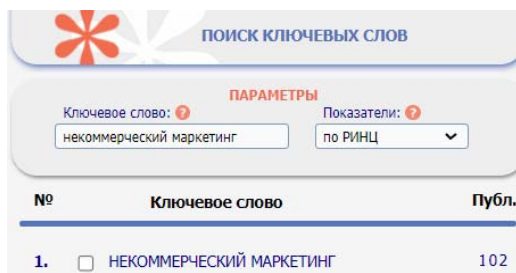 ПОИСК КЛЮЧЕВЫХ СЛОВ
ПАРАМЕТРЫ
Ключевое слово: ? Показатели: ?
некоммерческий маркетинг по РИНЦ
№ Ключевое слово Публ.
1. НЕКОММЕРЧЕСКИЙ МАРКЕТИНГ 102